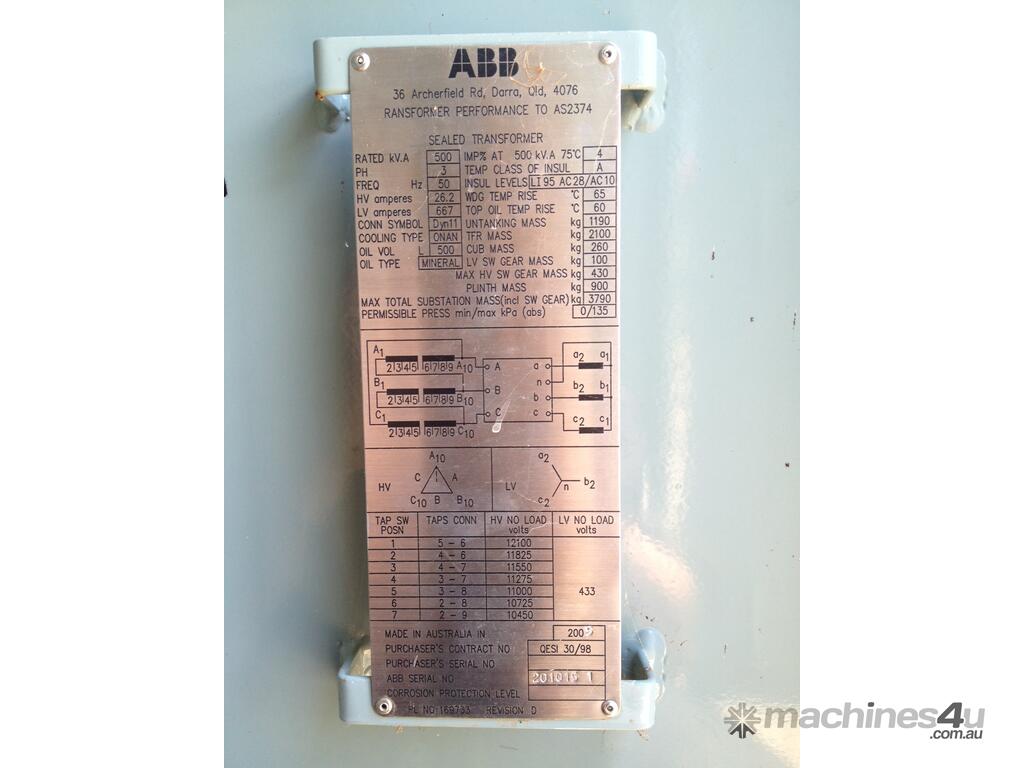 ABB
36 Archerfield Rd, Darra, Qld, 4076
RANSFORMER PERFORMANCE TO AS2374
SEALED TRANSFORMER
RATED kV.A 500 IMP% AT 500 kV.A 75°C 4
PH 3 TEMP CLASS OF INSUL A
FREQ Hz 50 INSUL LEVELS LI 95 AC 28/AC 10
HV amperes 26.2 WDG TEMP RISE °C 65
LV amperes 667 TOP OIL TEMP RISE °C 60
CONN SYMBOL Dyn11 UNTANKING MASS kg 1190
COOLING TYPE ONAN TFR MASS kg 2100
OIL VOL L 500 CUB MASS kg 260
OIL TYPE MINERAL LV SW GEAR MASS kg 100
MAX HV SW GEAR MASS kg 430
PLINTH MASS kg 900
MAX TOTAL SUBSTATION MASS(incl SW GEAR) kg 3790
PERMISSIBLE PRESS min/max kPa (abs) 0/135
A1 2 3 4 5 6 7 8 9 A10 A a a2 a1
n
B1 2 3 4 5 6 7 8 9 B10 B b b2 b1
C1 2 3 4 5 6 7 8 9 C10 C c c2 c1
HV A10 C A C10 B B10 LV a2 n b2 c2
TAP SW POSN TAPS CONN HV NO LOAD volts LV NO LOAD volts
1 5 - 6 12100
2 4 - 6 11825
3 4 - 7 11550
4 3 - 7 11275
5 3 - 8 11000 433
6 2 - 8 10725
7 2 - 9 10450
MADE IN AUSTRALIA IN
PURCHASER'S CONTRACT NO QESI 30/98
PURCHASER'S SERIAL NO
ABB SERIAL NO
CORROSION PROTECTION LEVEL
PL NO 169733 REVISION D
machines4u
.com.au